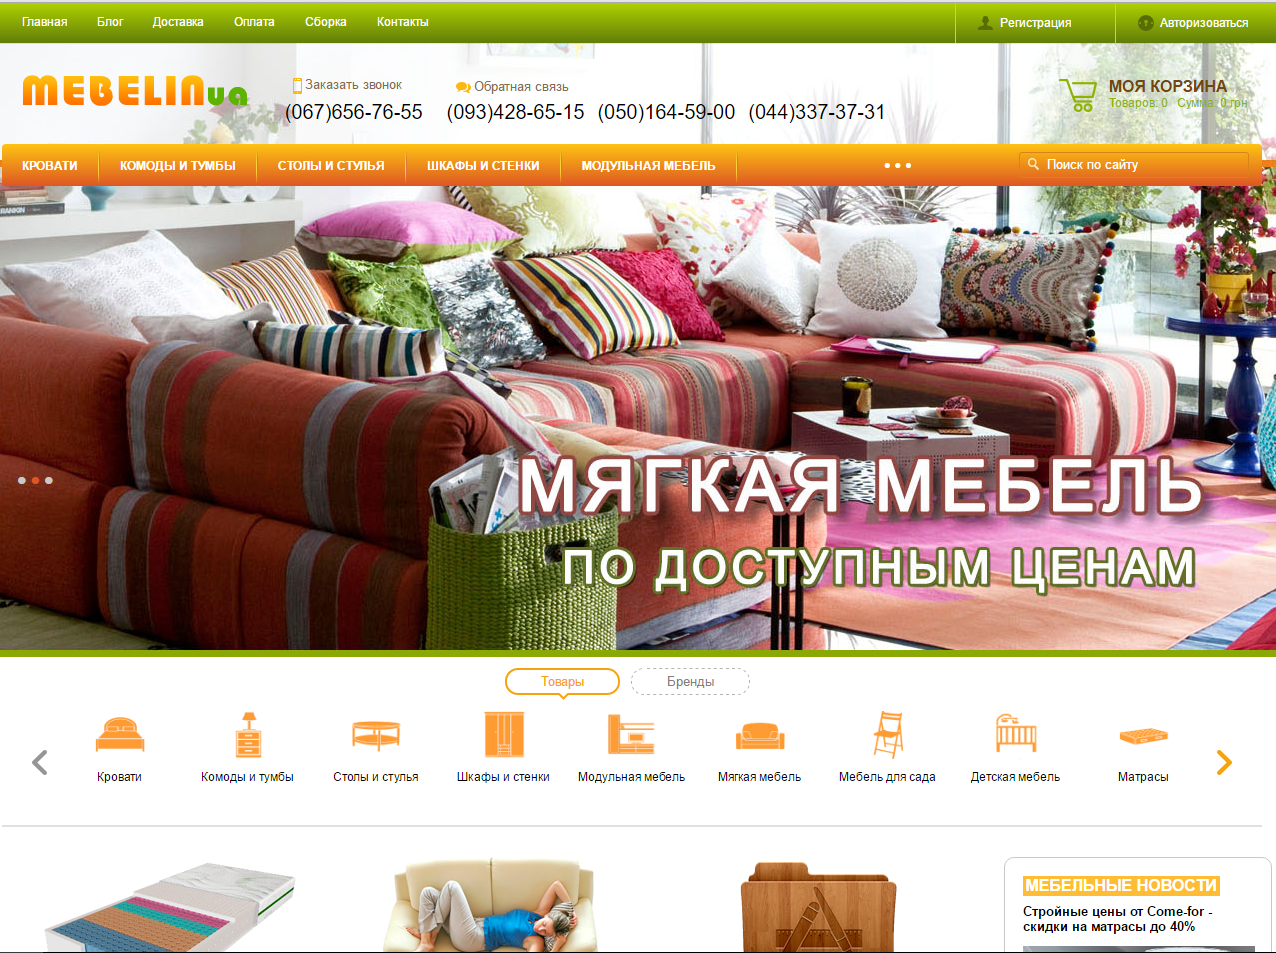 Главная Блог Доставка Оплата Сборка Контакты Регистрация Авторизоваться
MEBELINua
Заказать звонок Обратная связь
(067)656-76-55 (093)428-65-15 (050)164-59-00 (044)337-37-31
МОЯ КОРЗИНА
Товаров: 0 Сумма: 0 грн
КРОВАТИ КОМОДЫ И ТУМБЫ СТОЛЫ И СТУЛЬЯ ШКАФЫ И СТЕНКИ МОДУЛЬНАЯ МЕБЕЛЬ Поиск по сайту
RANKIN
МЯГКАЯ МЕБЕЛЬ
ПО ДОСТУПНЫМ ЦЕНАМ
Товары Бренды
Кровати Комоды и тумбы Столы и стулья Шкафы и стенки Модульная мебель Мягкая мебель Мебель для сада Детская мебель Матрасы
МЕБЕЛЬНЫЕ НОВОСТИ
Стройные цены от Come-for -
скидки на матрасы до 40%